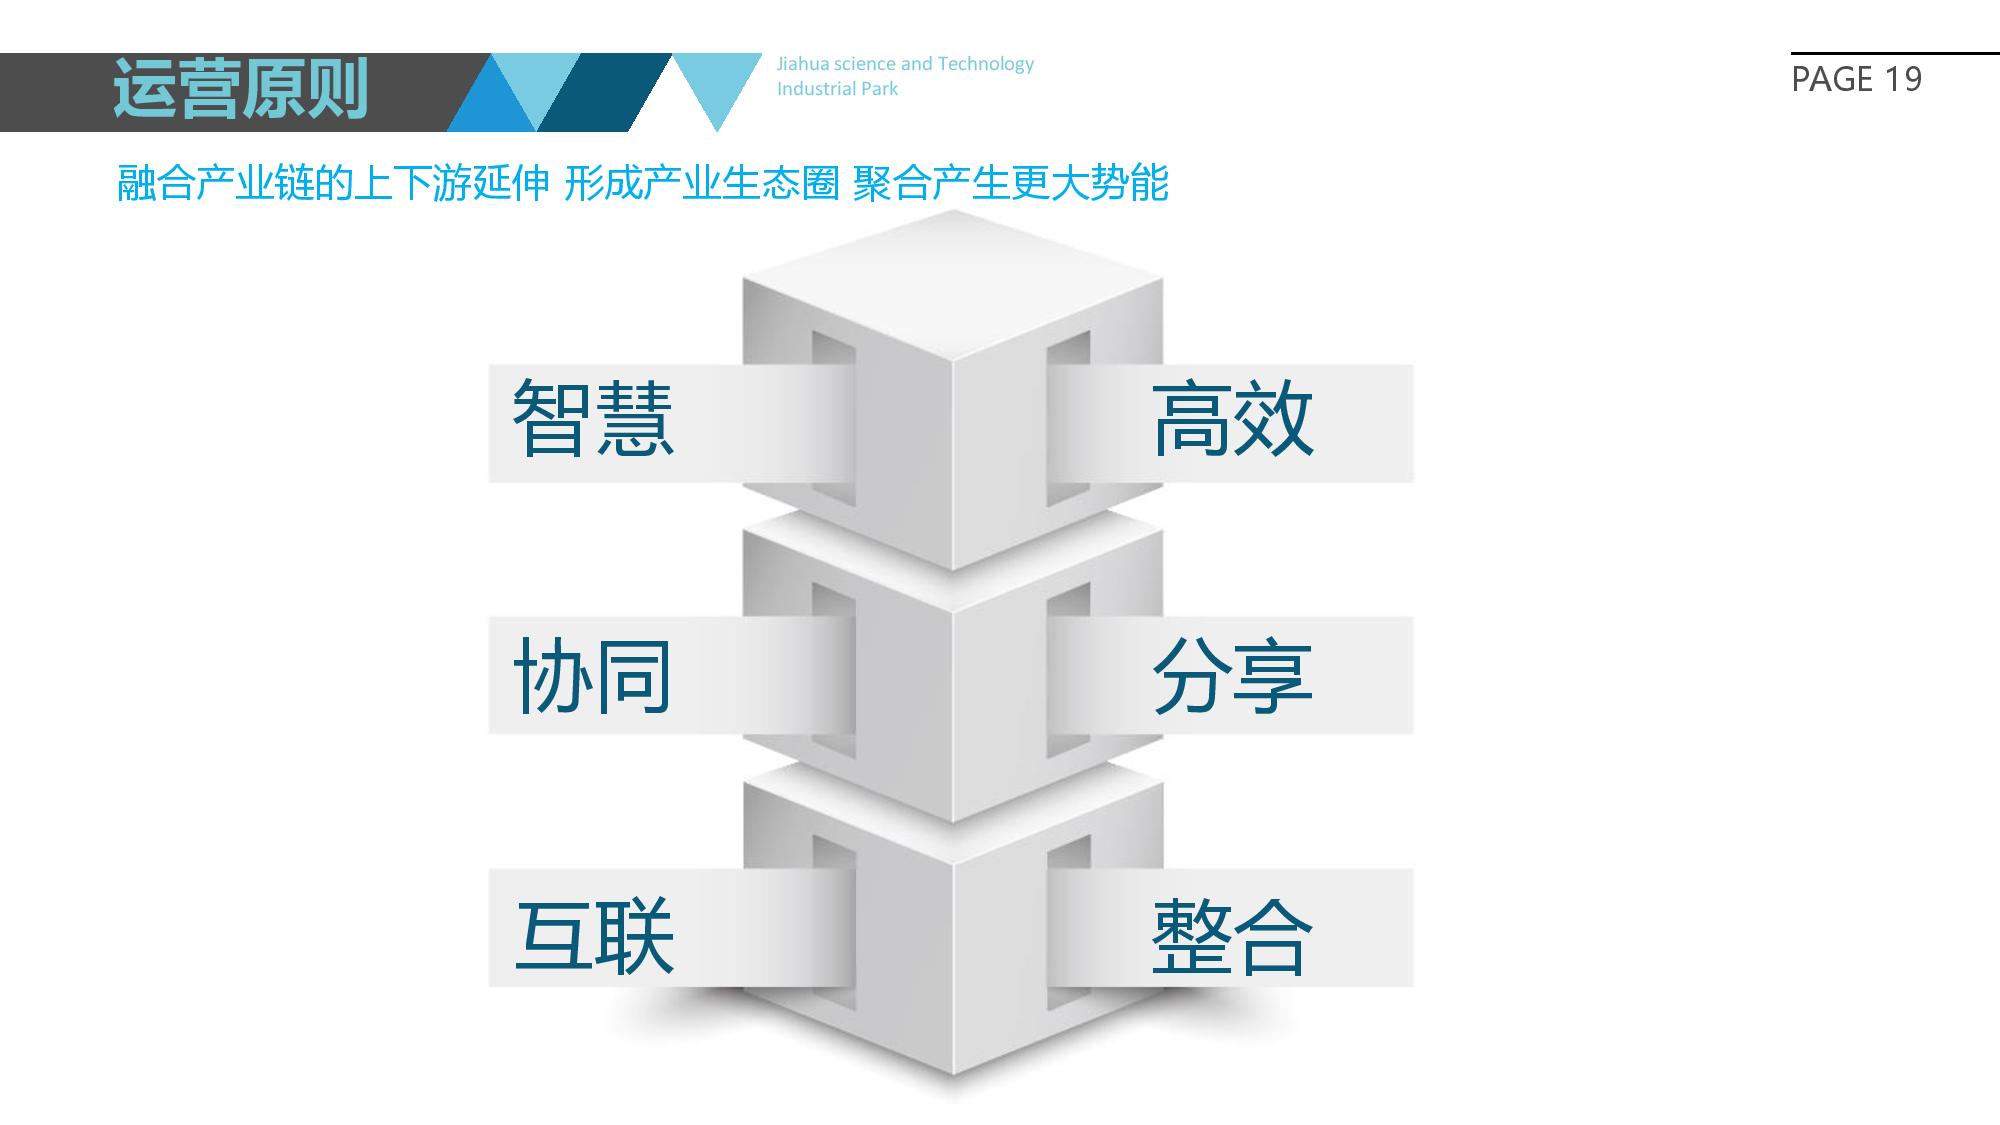 运营原则
Jiahua science and Technology
Industrial Park
PAGE 19
融合产业链的上下游延伸 形成产业生态圈 聚合产生更大势能
智慧
高效
协同
分享
互联
整合